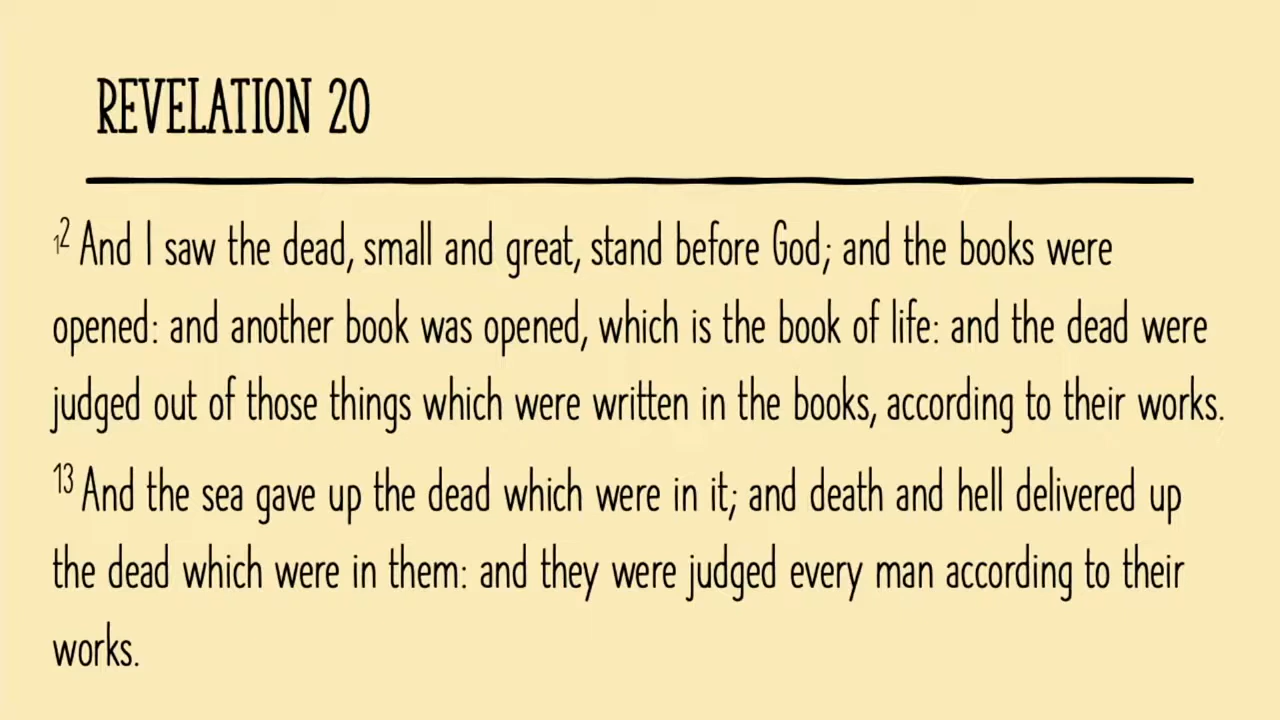 REVELATION 20
12 And I saw the dead, small and great, stand before God; and the books were
opened: and another book was opened, which is the book of life: and the dead were
judged out of those things which were written in the books, according to their works.
13 And the sea gave up the dead which were in it; and death and hell delivered up
the dead which were in them: and they were judged every man according to their
works.